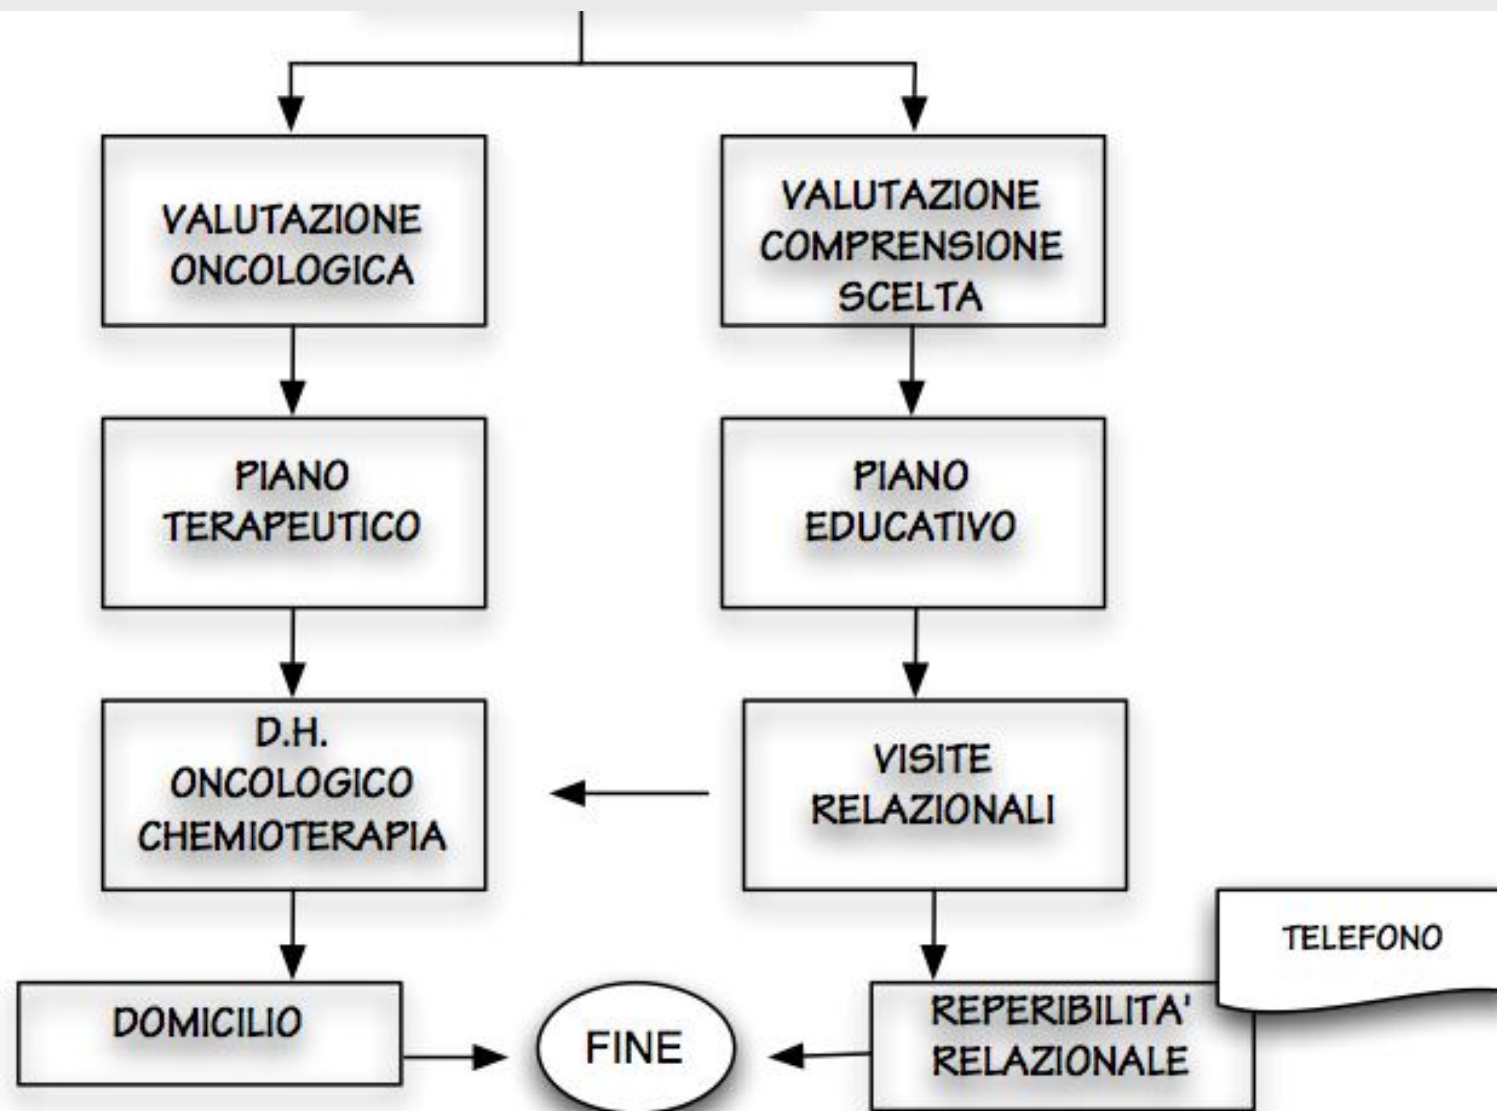 VALUTAZIONE
ONCOLOGICA
VALUTAZIONE
COMPRENSIONE
SCELTA
PIANO
TERAPEUTICO
PIANO
EDUCATIVO
D.H.
ONCOLOGICO
CHEMIOTERAPIA
VISITE
RELAZIONALI
TELEFONO
DOMICILIO
FINE
REPERIBILITA'
RELAZIONALE